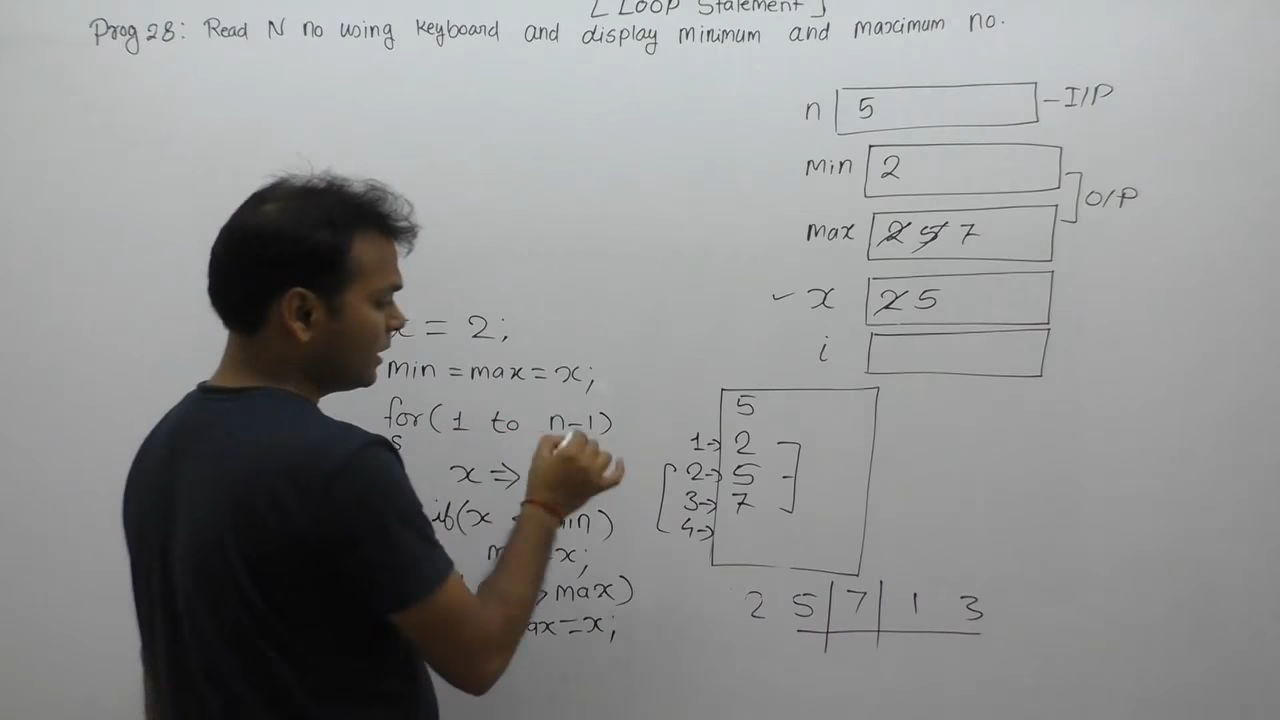 [ LOOP Statement ]
Prog 28: Read N no using keyboard and display minimum and maximum no.
n 5 - I/P
min 2
O/P
max 2 5 7
✓ x 2 5
i
= 2;
min = max = x;
for( 1 to n-1)
x =>
if(x
x;
max)
=x;
5
1-> 2
2-> 5
3-> 7
4->
2 5 7 1 3